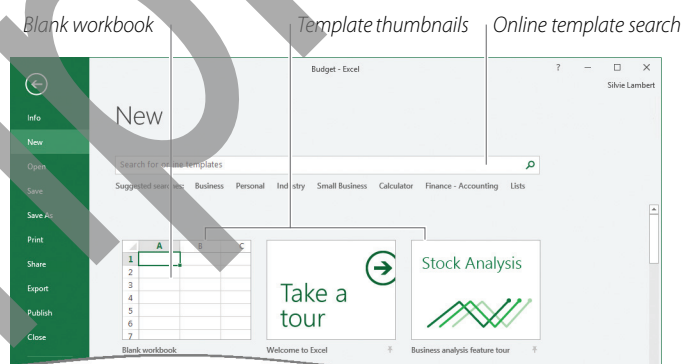 Blank workbook Template thumbnails Online template search
Budget - Excel ?
Silvie Lambert
Info
New
New
Open
Search for online templates
Save
Suggested searches: Business Personal Industry Small Business Calculator Finance - Accounting Lists
Save As
Print
Share
Export
Publish
Close
A B C
1
2
3
4
5
6
7
Take a
tour
Stock Analysis
Blank workbook Welcome to Excel Business analysis feature tour